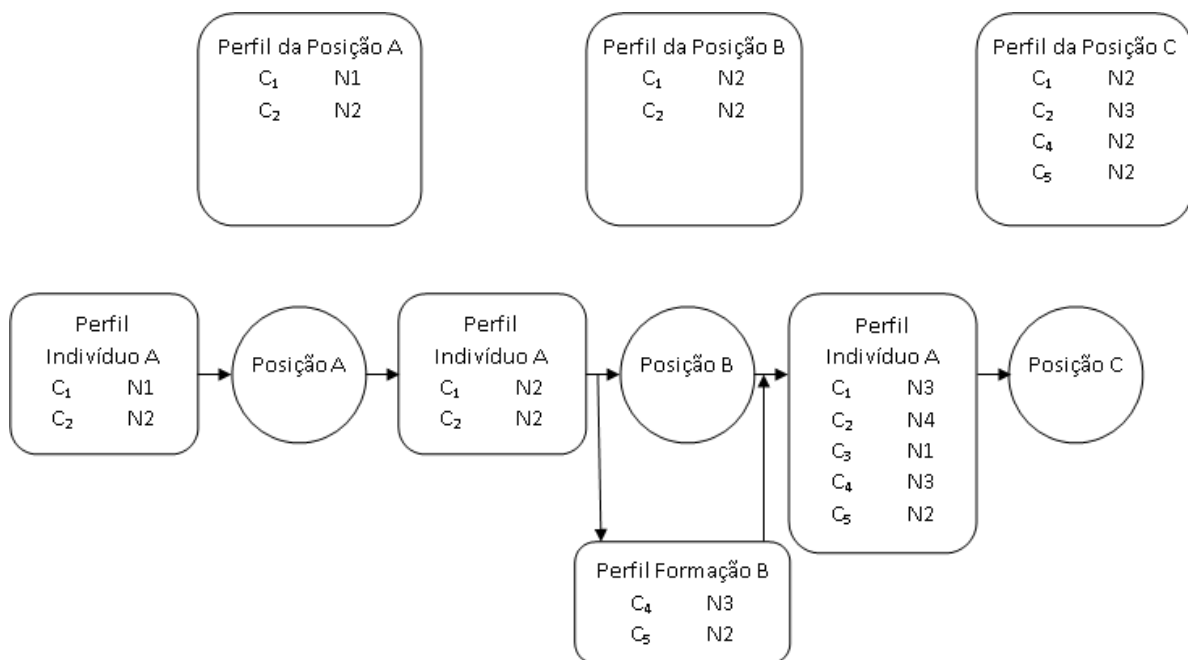 Perfil da Posição A
C₁ N1
C₂ N2
Perfil da Posição B
C₁ N2
C₂ N2
Perfil da Posição C
C₁ N2
C₂ N3
C₄ N2
C₅ N2
Perfil
Indivíduo A
C₁ N1
C₂ N2
Posição A
Perfil
Indivíduo A
C₁ N2
C₂ N2
Posição B
Perfil
Indivíduo A
C₁ N3
C₂ N4
C₃ N1
C₄ N3
C₅ N2
Posição C
Perfil Formação B
C₄ N3
C₅ N2